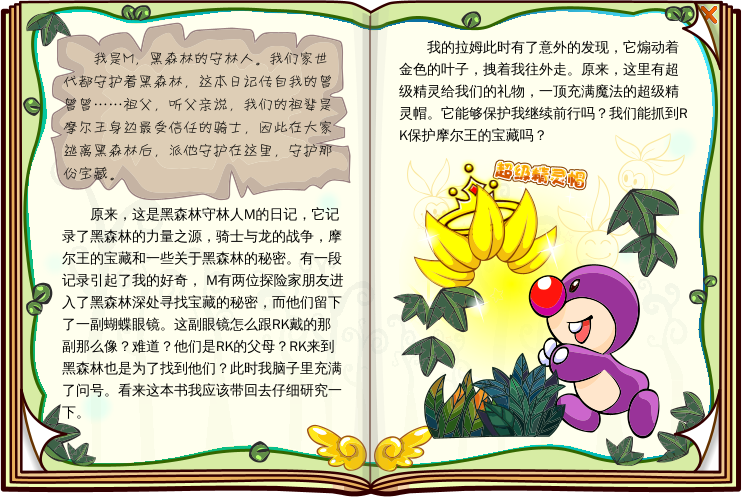 我是M，黑森林的守林人。我们家世
代都守护着黑森林，这本日记传自我的曾
曾曾……祖父，听父亲说，我们的祖辈是
摩尔王身边最受信任的骑士，因此在大家
逃离黑森林后，派他守护在这里，守护那
份宝藏。
原来，这是黑森林守林人M的日记，它记
录了黑森林的力量之源，骑士与龙的战争，摩
尔王的宝藏和一些关于黑森林的秘密。有一段
记录引起了我的好奇， M有两位探险家朋友进
入了黑森林深处寻找宝藏的秘密，而他们留下
了一副蝴蝶眼镜。这副眼镜怎么跟RK戴的那
副那么像？难道？他们是RK的父母？RK来到
黑森林也是为了找到他们？此时我脑子里充满
了问号。看来这本书我应该带回去仔细研究一
下。
我的拉姆此时有了意外的发现，它煽动着
金色的叶子，拽着我往外走。原来，这里有超
级精灵给我们的礼物，一顶充满魔法的超级精
灵帽。它能够保护我继续前行吗？我们能抓到R
K保护摩尔王的宝藏吗？
超级精灵帽